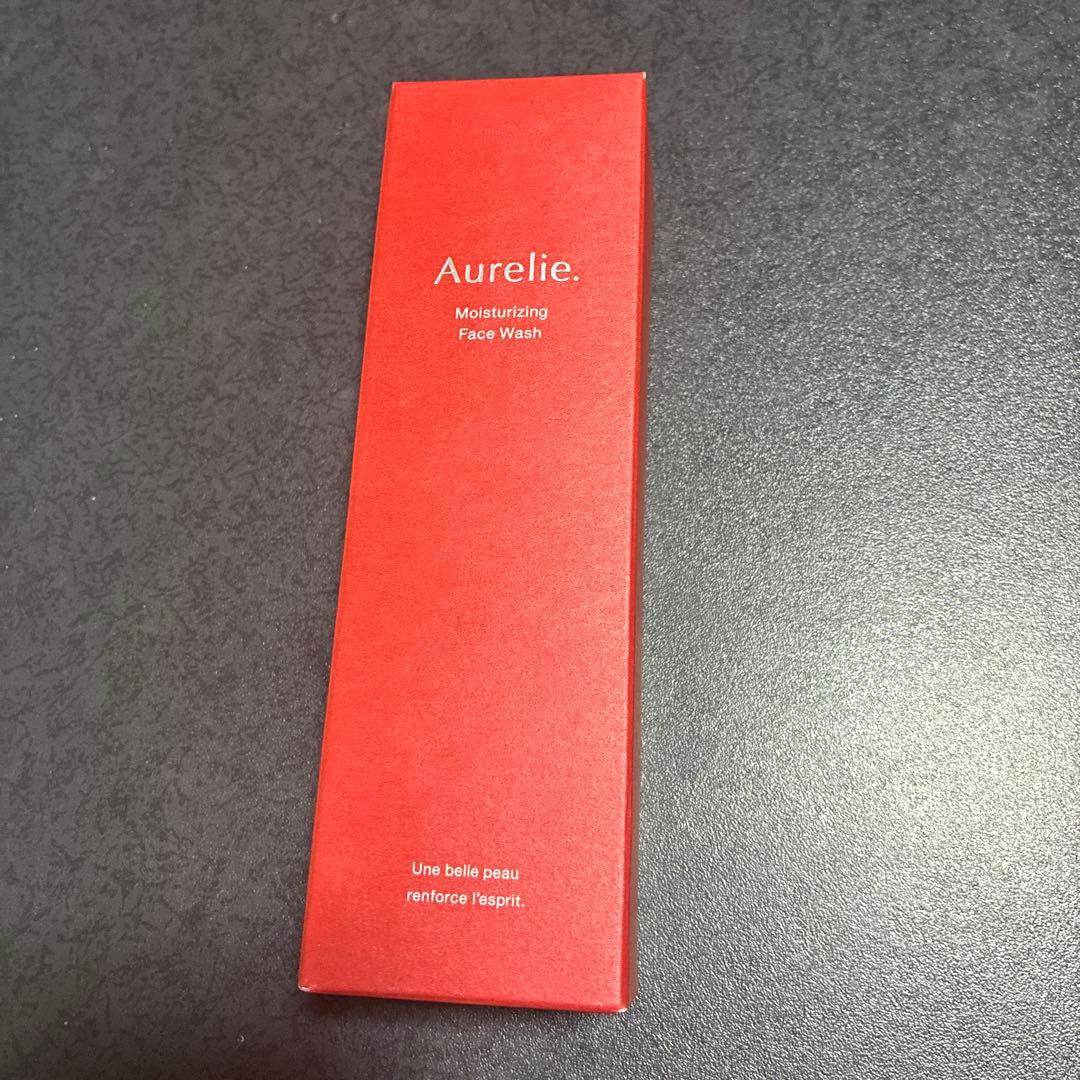 Aurelie.
Moisturizing
Face Wash
Une belle peau
renforce l'esprit.